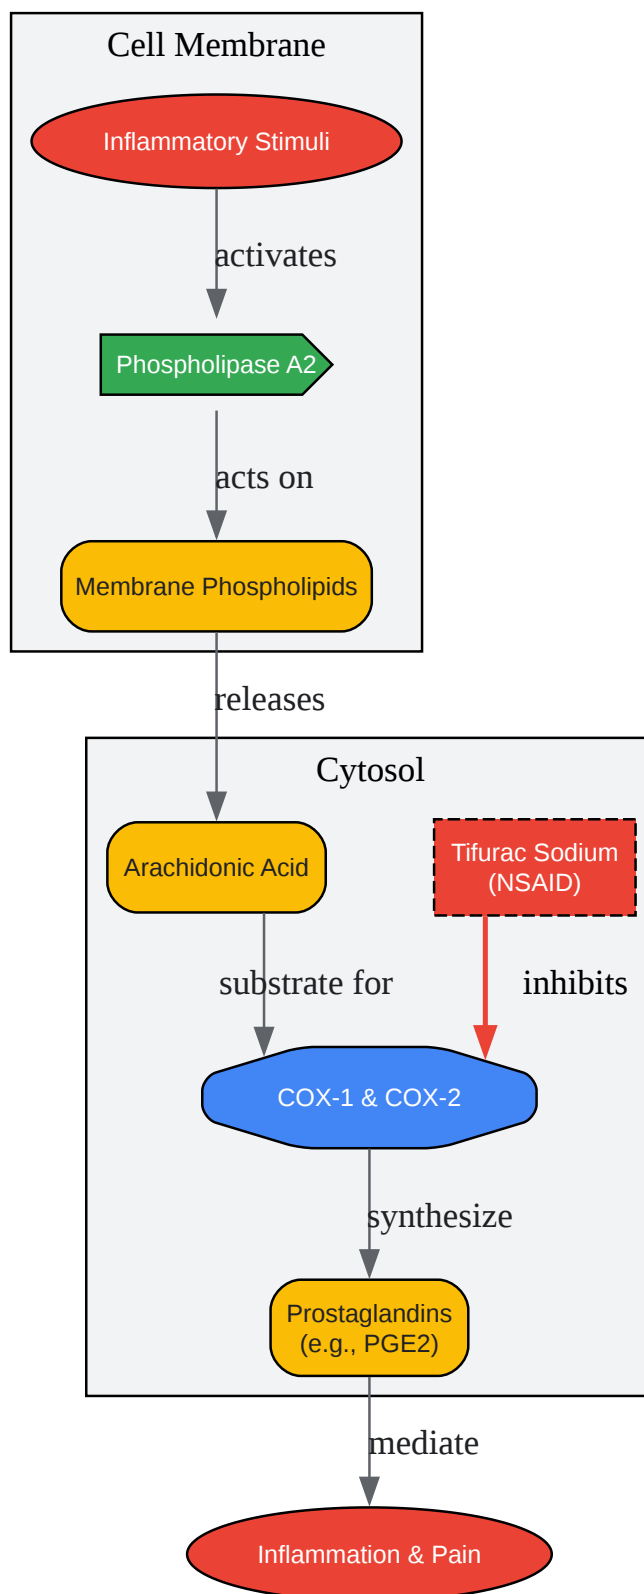 Cell Membrane
Inflammatory Stimuli
activates
Phospholipase A2
acts on
Membrane Phospholipids
releases
Cytosol
Arachidonic Acid
Tifurac Sodium
(NSAID)
substrate for
inhibits
COX-1 & COX-2
synthesize
Prostaglandins
(e.g., PGE2)
mediate
Inflammation & Pain